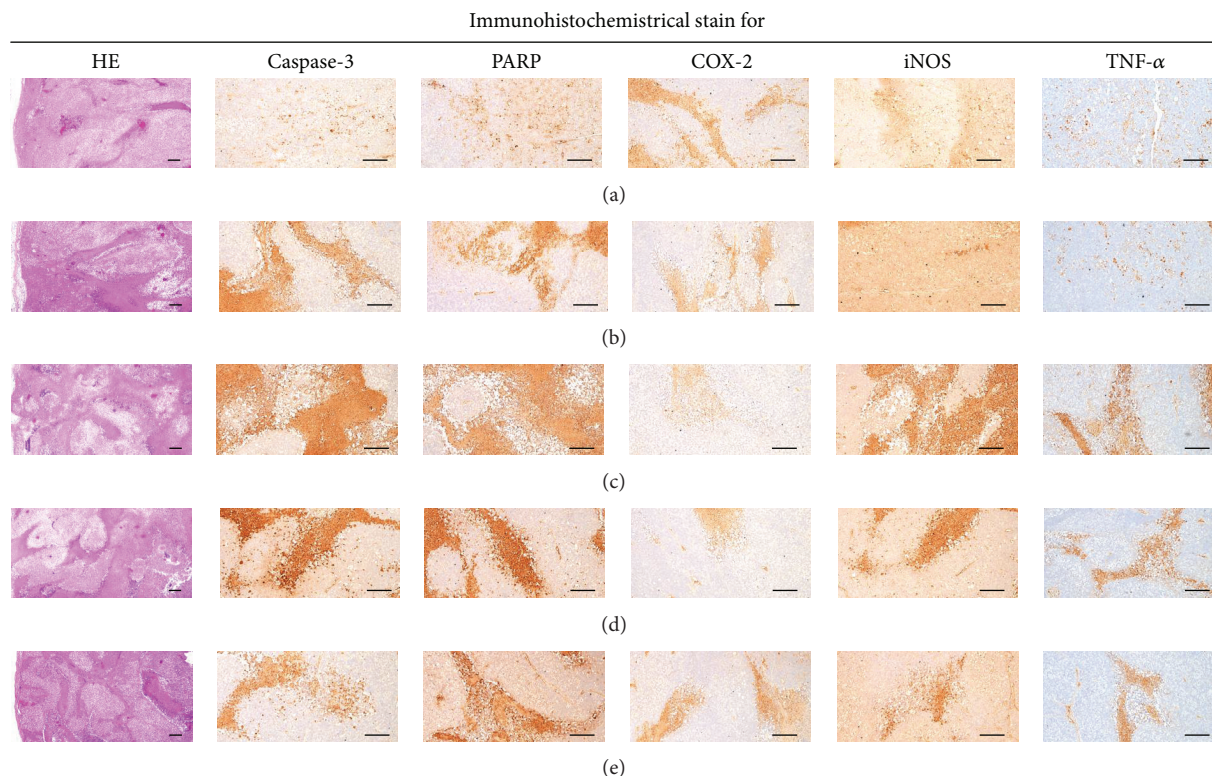 Immunohistochemistrical stain for
HE Caspase-3 PARP COX-2 iNOS TNF-α
(a)
(b)
(c)
(d)
(e)